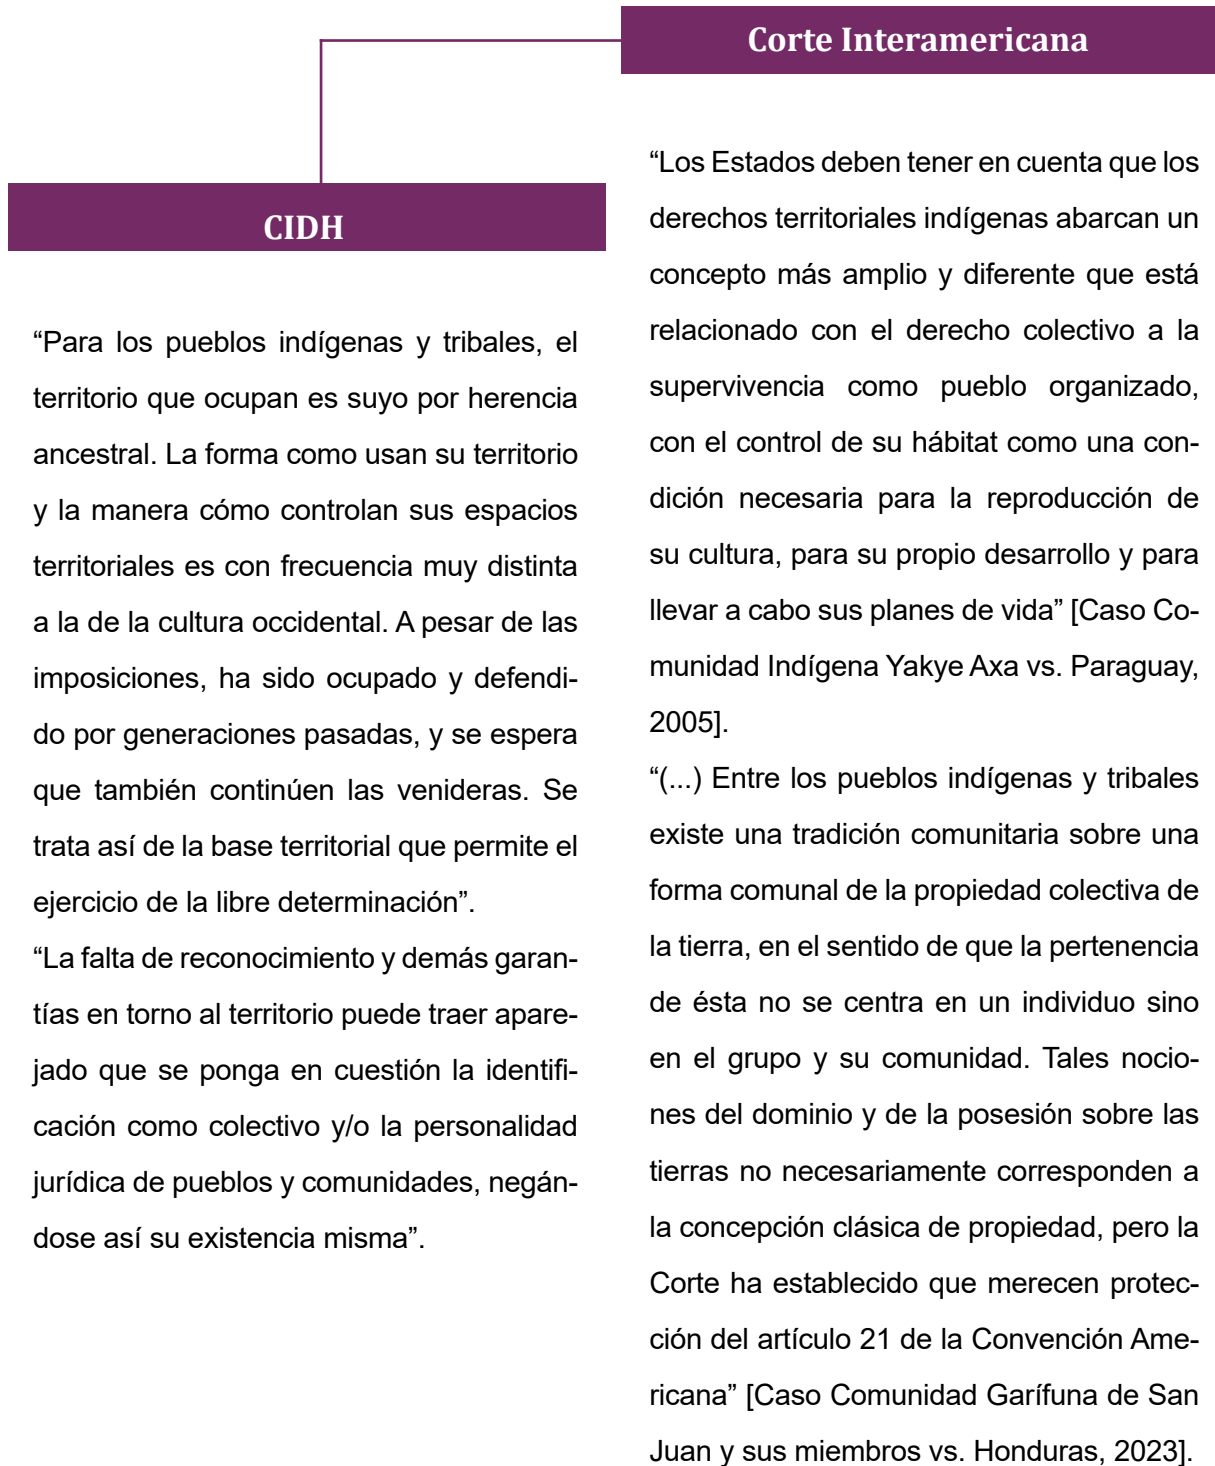 Corte Interamericana
CIDH
“Para los pueblos indígenas y tribales, el
territorio que ocupan es suyo por herencia
ancestral. La forma como usan su territorio
y la manera cómo controlan sus espacios
territoriales es con frecuencia muy distinta
a la de la cultura occidental. A pesar de las
imposiciones, ha sido ocupado y defendi-
do por generaciones pasadas, y se espera
que también continúen las venideras. Se
trata así de la base territorial que permite el
ejercicio de la libre determinación”.
“La falta de reconocimiento y demás garan-
tías en torno al territorio puede traer apare-
jado que se ponga en cuestión la identifi-
cación como colectivo y/o la personalidad
jurídica de pueblos y comunidades, negán-
dose así su existencia misma”.
“Los Estados deben tener en cuenta que los
derechos territoriales indígenas abarcan un
concepto más amplio y diferente que está
relacionado con el derecho colectivo a la
supervivencia como pueblo organizado,
con el control de su hábitat como una con-
dición necesaria para la reproducción de
su cultura, para su propio desarrollo y para
llevar a cabo sus planes de vida” [Caso Co-
munidad Indígena Yakye Axa vs. Paraguay,
2005].
“(...) Entre los pueblos indígenas y tribales
existe una tradición comunitaria sobre una
forma comunal de la propiedad colectiva de
la tierra, en el sentido de que la pertenencia
de ésta no se centra en un individuo sino
en el grupo y su comunidad. Tales nocio-
nes del dominio y de la posesión sobre las
tierras no necesariamente corresponden a
la concepción clásica de propiedad, pero la
Corte ha establecido que merecen protec-
ción del artículo 21 de la Convención Ame-
ricana” [Caso Comunidad Garífuna de San
Juan y sus miembros vs. Honduras, 2023].